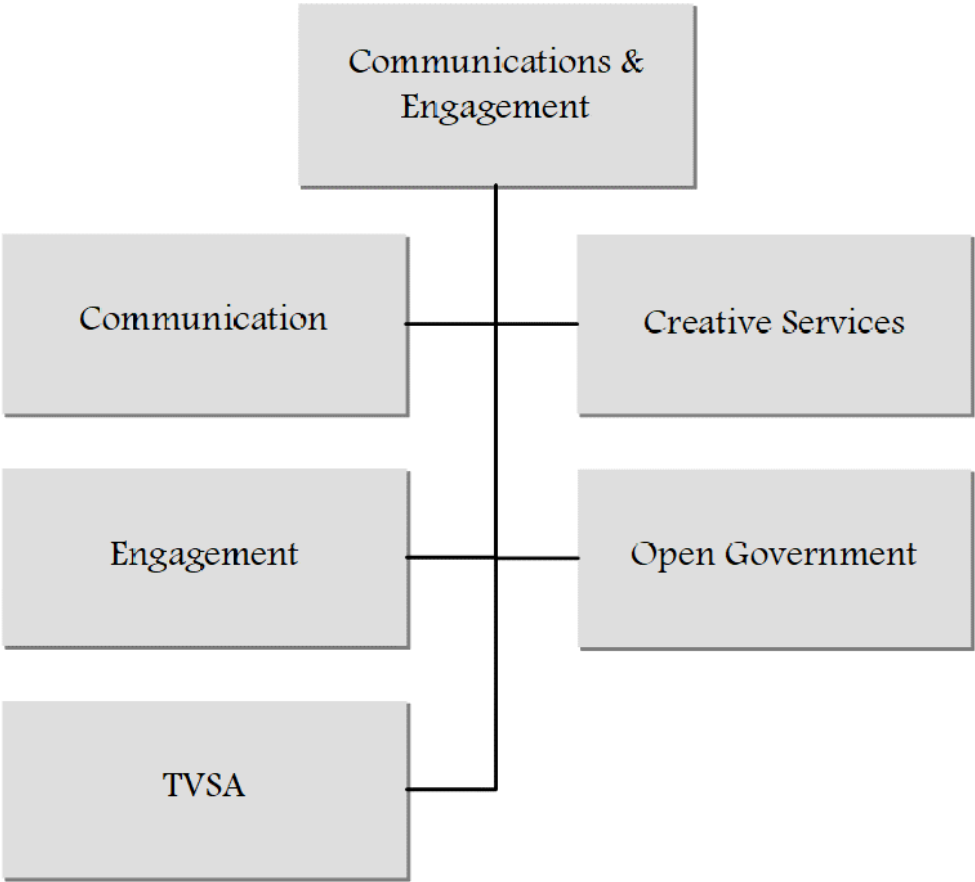 Communications &
Engagement
Communication
Creative Services
Engagement
Open Government
TVSA